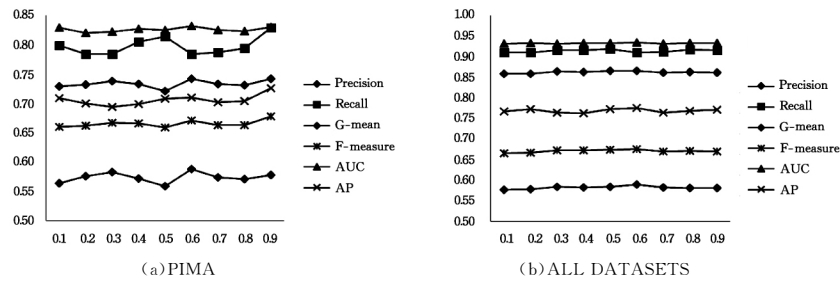 0.85
0.80
0.75
0.70
0.65
0.60
0.55
0.50
0.1 0.2 0.3 0.4 0.5 0.6 0.7 0.8 0.9
Precision
Recall
G-mean
F-measure
AUC
AP
(a)PIMA
1.00
0.95
0.90
0.85
0.80
0.75
0.70
0.65
0.60
0.55
0.50
0.1 0.2 0.3 0.4 0.5 0.6 0.7 0.8 0.9
Precision
Recall
G-mean
F-measure
AUC
AP
(b)ALL DATASETS